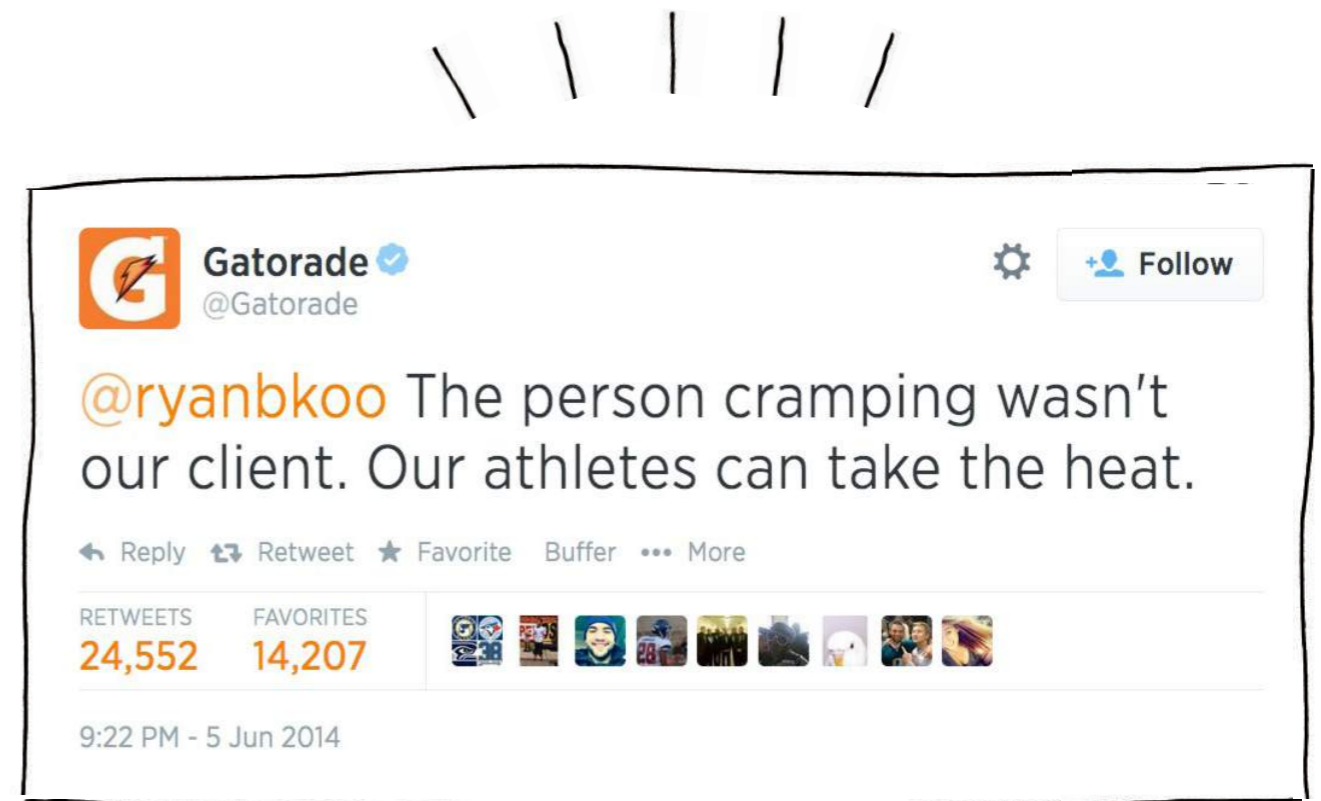 Gatorade
@Gatorade
Follow
@ryanbkoo The person cramping wasn't
our client. Our athletes can take the heat.
Reply Retweet Favorite Buffer ••• More
RETWEETS FAVORITES
24,552 14,207
9:22 PM - 5 Jun 2014